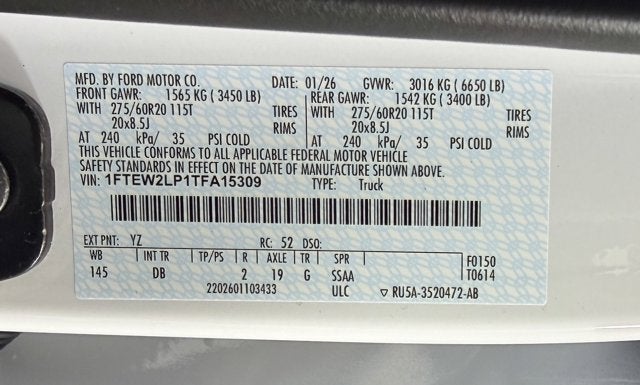 MFD. BY FORD MOTOR CO. DATE: 01/26 GVWR: 3016 KG ( 6650 LB)
FRONT GAWR: 1565 KG ( 3450 LB) REAR GAWR: 1542 KG ( 3400 LB)
WITH 275/60R20 115T TIRES WITH 275/60R20 115T TIRES
20x8.5J RIMS 20x8.5J RIMS
AT 240 kPa/ 35 PSI COLD AT 240 kPa/ 35 PSI COLD
THIS VEHICLE CONFORMS TO ALL APPLICABLE FEDERAL MOTOR VEHICLE
SAFETY STANDARDS IN EFFECT ON THE DATE OF MANUFACTURE SHOWN ABOVE.
VIN: 1FTEW2LP1TFA15309 TYPE: Truck
EXT PNT: YZ RC: 52 DSO: F0150
WB INT TR TP/PS R AXLE TR SPR T0614
145 DB 2 19 G SSAA
2202601103433 ULC ▽ RU5A-3520472-AB